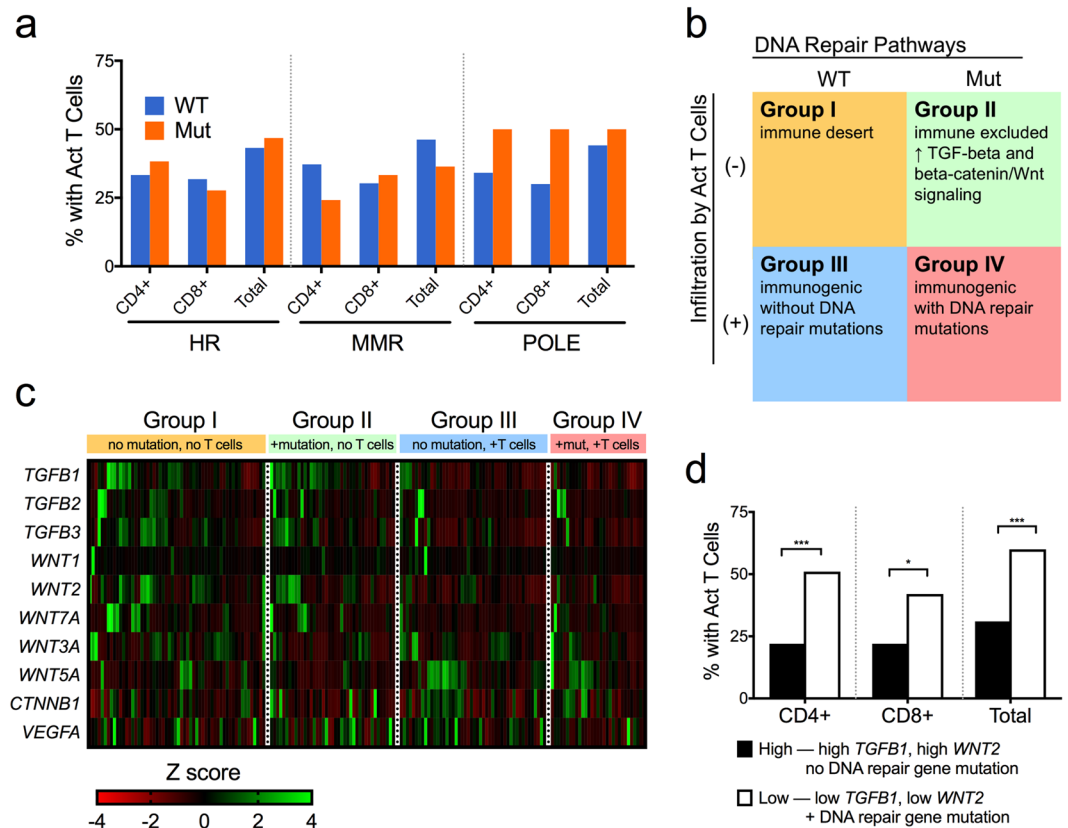 a
% with Act T Cells
75
50
25
0
WT
Mut
CD4+
CD8+
Total
CD4+
CD8+
Total
CD4+
CD8+
Total
HR
MMR
POLE
b
DNA Repair Pathways
WT
Mut
Infiltration by Act T Cells
(-)
(+)
Group I
immune desert
Group II
immune excluded
↑ TGF-beta and
beta-catenin/Wnt
signaling
Group III
immunogenic
without DNA
repair mutations
Group IV
immunogenic
with DNA repair
mutations
c
Group I
Group II
Group III
Group IV
no mutation, no T cells
+mutation, no T cells
no mutation, +T cells
+mut, +T cells
TGFB1
TGFB2
TGFB3
WNT1
WNT2
WNT7A
WNT3A
WNT5A
CTNNB1
VEGFA
Z score
-4
-2
0
2
4
d
% with Act T Cells
75
50
25
0
***
*
***
CD4+
CD8+
Total
High — high TGFB1, high WNT2
no DNA repair gene mutation
Low — low TGFB1, low WNT2
+ DNA repair gene mutation